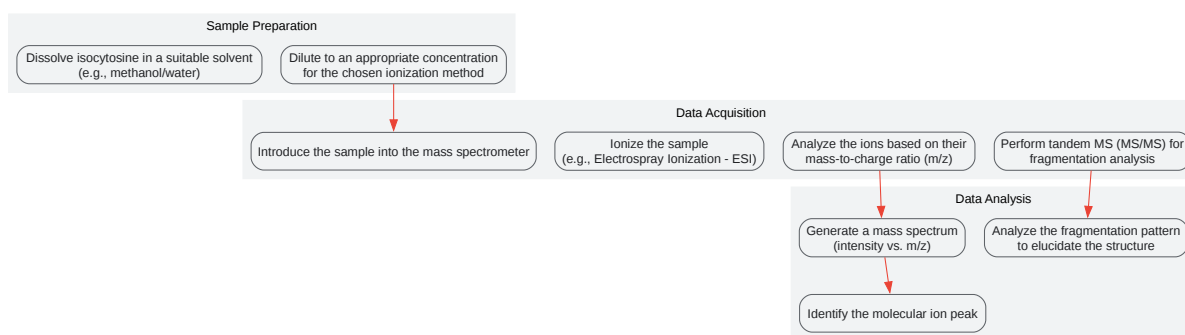 Sample Preparation
Dissolve isocytosine in a suitable solvent
(e.g., methanol/water)
Dilute to an appropriate concentration
for the chosen ionization method
Data Acquisition
Introduce the sample into the mass spectrometer
Ionize the sample
(e.g., Electrospray Ionization - ESI)
Analyze the ions based on their
mass-to-charge ratio (m/z)
Perform tandem MS (MS/MS) for
fragmentation analysis
Data Analysis
Generate a mass spectrum
(intensity vs. m/z)
Analyze the fragmentation pattern
to elucidate the structure
Identify the molecular ion peak